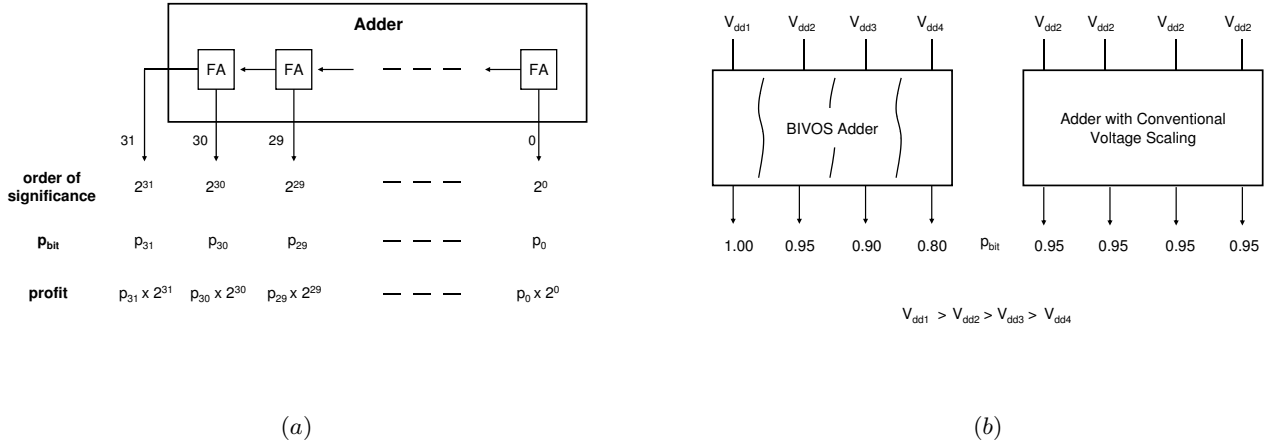 Adder
FA FA FA
31 30 29 0
order of
significance
2^31 2^30 2^29 2^0
p_bit p_31 p_30 p_29 p_0
profit p_31 x 2^31 p_30 x 2^30 p_29 x 2^29 p_0 x 2^0
(a)
V_dd1 V_dd2 V_dd3 V_dd4
BIVOS Adder
1.00 0.95 0.90 0.80
p_bit
V_dd2 V_dd2 V_dd2 V_dd2
Adder with Conventional
Voltage Scaling
0.95 0.95 0.95 0.95
V_dd1 > V_dd2 > V_dd3 > V_dd4
(b)